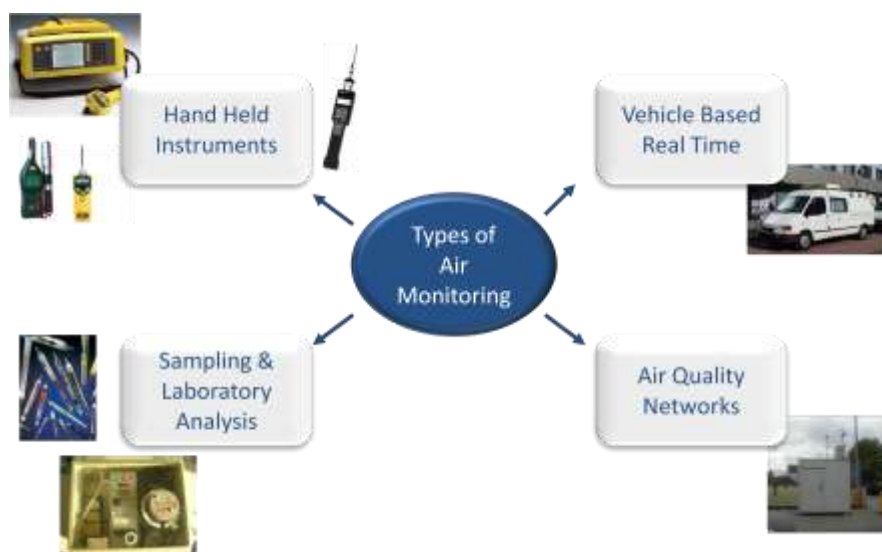 Hand Held
Instruments
Vehicle Based
Real Time
Types of
Air
Monitoring
Sampling &
Laboratory
Analysis
Air Quality
Networks